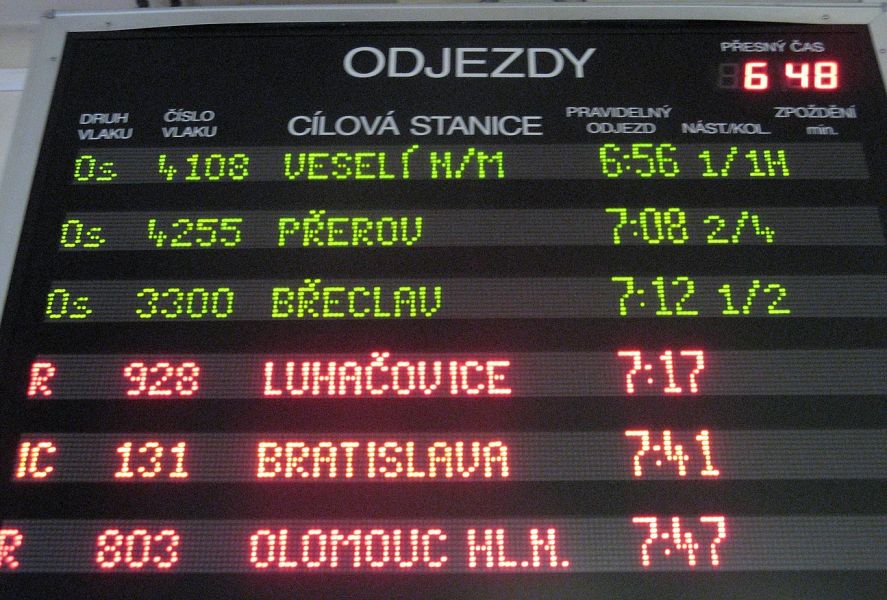 ODJEZDY
PŘESNÝ ČAS
6 48
DRUH VLAKU ČÍSLO VLAKU CÍLOVÁ STANICE PRAVIDELNÝ ODJEZD NÁST/KOL. ZPOŽDĚNÍ min.
Os 4108 VESELÍ N/M 6:56 1/1H
Os 4255 PŘEROV 7:08 2/4
Os 3300 BŘECLAV 7:12 1/2
R 928 LUHAČOVICE 7:17
IC 131 BRATISLAVA 7:41
R 803 OLOMOUC HL.N. 7:47